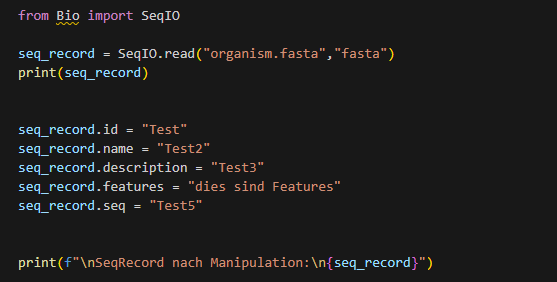 from Bio import SeqIO
seq_record = SeqIO.read("organism.fasta","fasta")
print(seq_record)
seq_record.id = "Test"
seq_record.name = "Test2"
seq_record.description = "Test3"
seq_record.features = "dies sind Features"
seq_record.seq = "Test5"
print(f"\nSeqRecord nach Manipulation:\n{seq_record}")